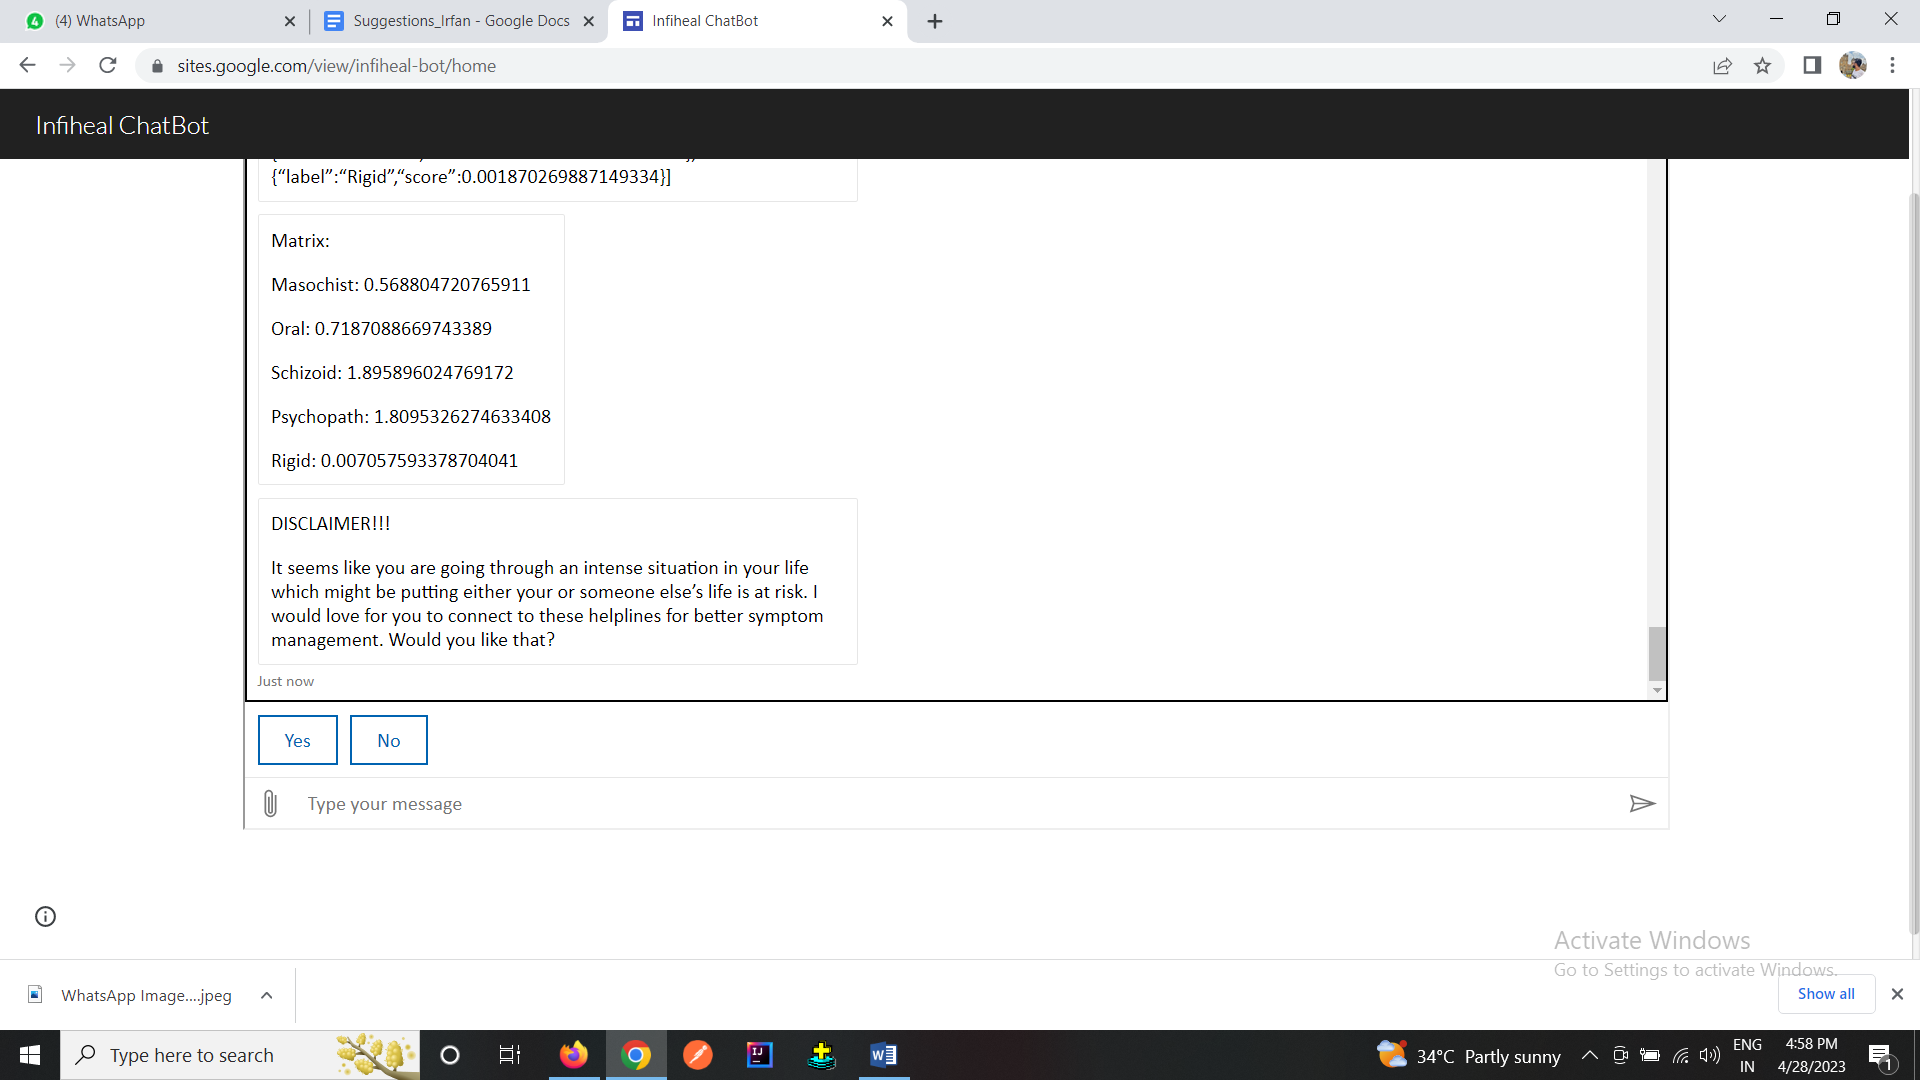 (4) WhatsApp
Suggestions_Irfan - Google Docs
Infiheal ChatBot
sites.google.com/view/infiheal-bot/home
Infiheal ChatBot
{“label”:“Rigid”,“score”:0.001870269887149334}]
Matrix:
Masochist: 0.568804720765911
Oral: 0.7187088669743389
Schizoid: 1.895896024769172
Psychopath: 1.8095326274633408
Rigid: 0.007057593378704041
DISCLAIMER!!!
It seems like you are going through an intense situation in your life
which might be putting either your or someone else’s life is at risk. I
would love for you to connect to these helplines for better symptom
management. Would you like that?
Just now
Yes
No
Type your message
Activate Windows
Go to Settings to activate Windows.
WhatsApp Image....jpeg
Show all
Type here to search
34°C Partly sunny
ENG
IN
4:58 PM
4/28/2023
1